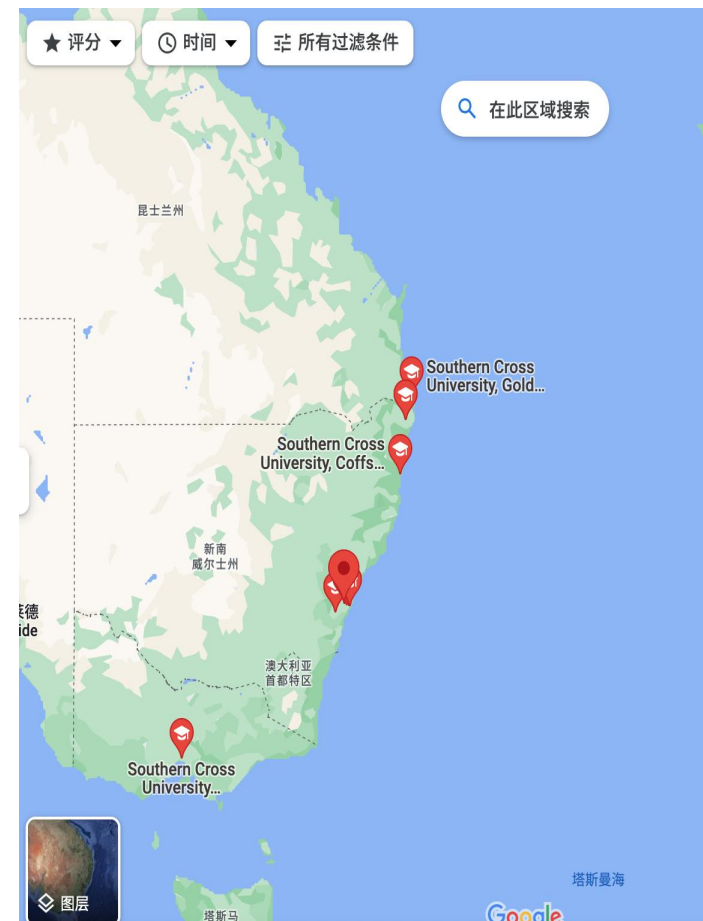 评分
时间
所有过滤条件
在此区域搜索
昆士兰州
Southern Cross
University, Gold...
Southern Cross
University, Coffs...
新南
威尔士州
德
ide
澳大利亚
首都特区
Southern Cross
University...
塔斯曼海
图层
塔斯马
Google